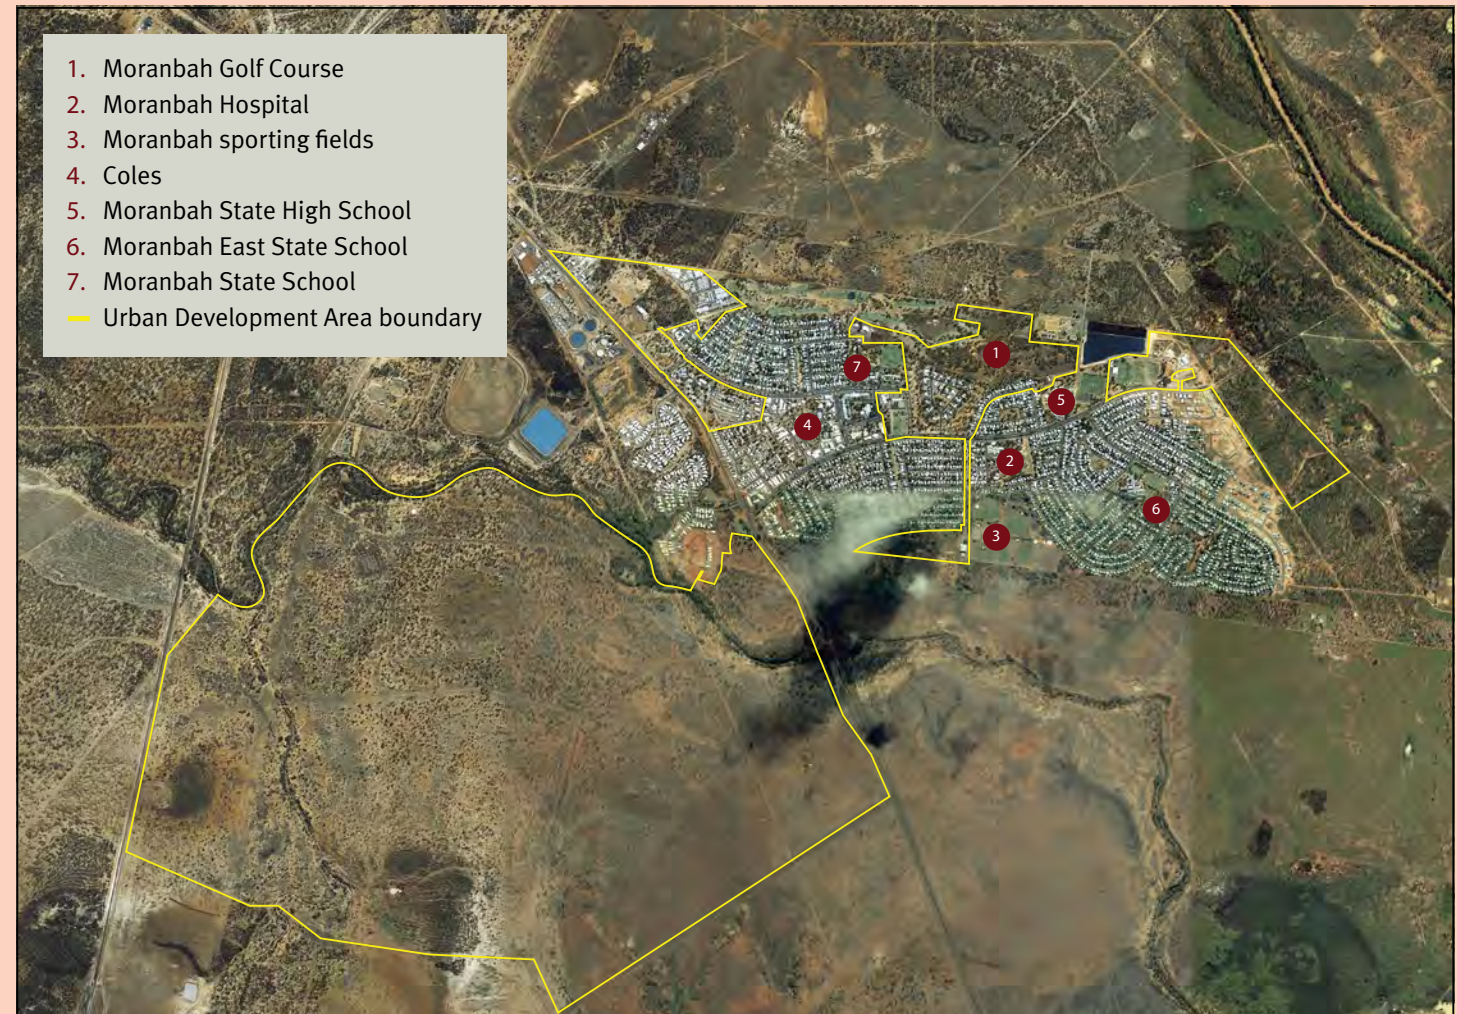 1. Moranbah Golf Course
2. Moranbah Hospital
3. Moranbah sporting fields
4. Coles
5. Moranbah State High School
6. Moranbah East State School
7. Moranbah State School
Urban Development Area boundary
1
7
5
4
2
6
3